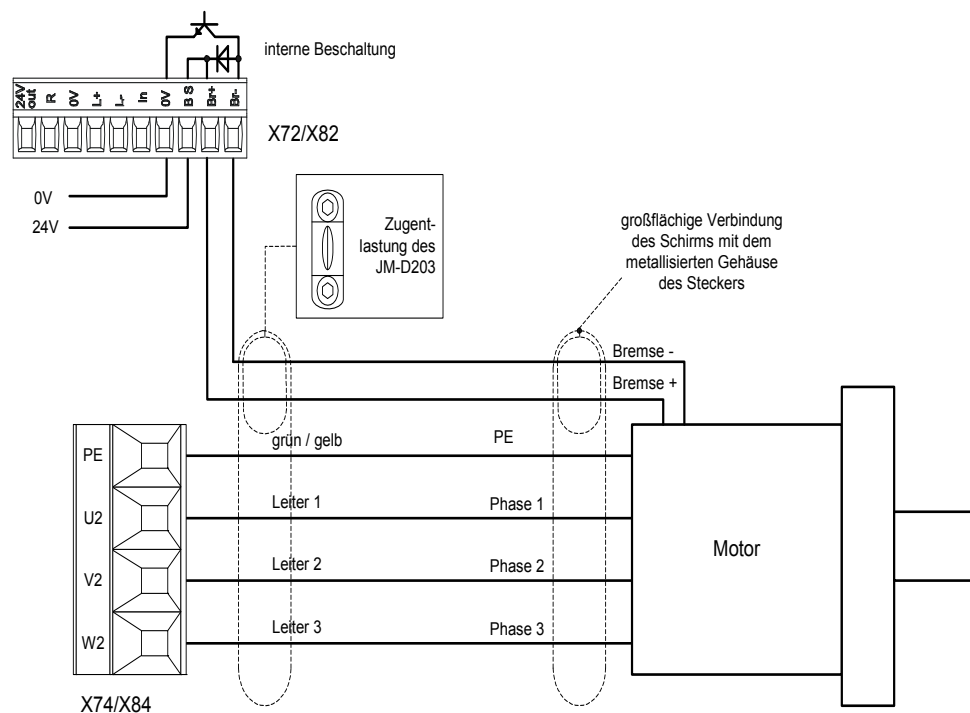 interne Beschaltung
24V
out
R
0V
L+
L-
In
0V
B S
Br+
Br-
X72/X82
0V
24V
Zugent-
lastung des
JM-D203
großflächige Verbindung
des Schirms mit dem
metallisierten Gehäuse
des Steckers
Bremse -
Bremse +
PE
grün / gelb
PE
U2
Leiter 1
Phase 1
V2
Leiter 2
Phase 2
W2
Leiter 3
Phase 3
Motor
X74/X84